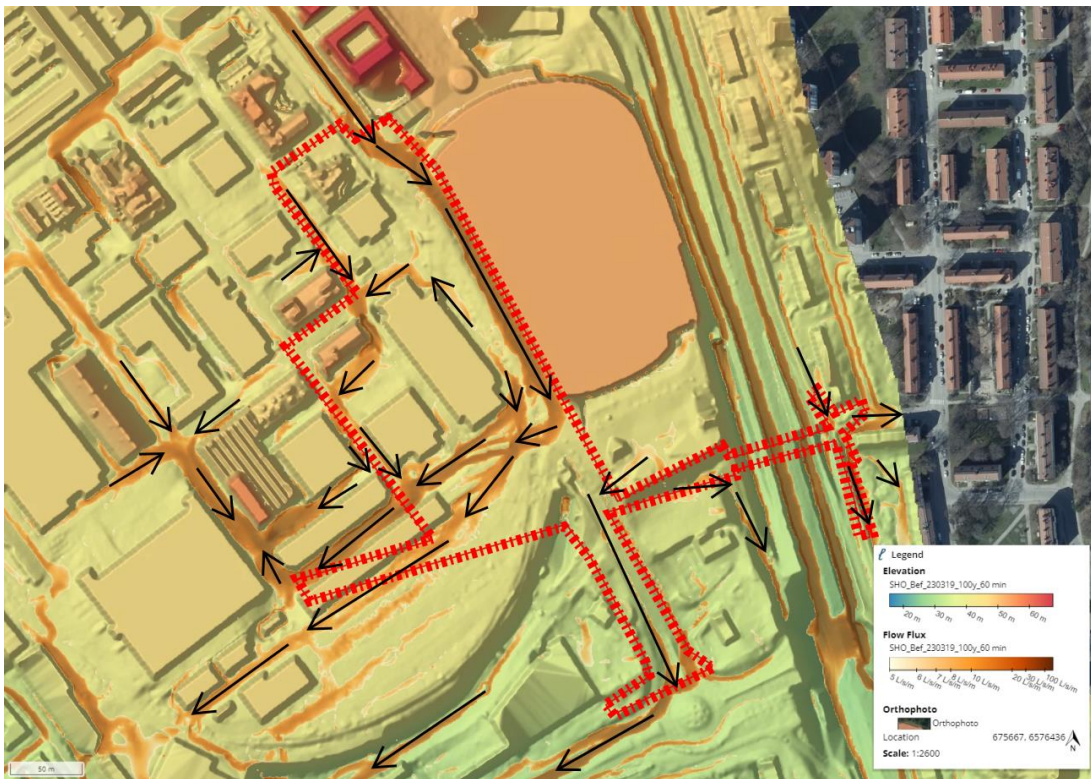 Legend
Elevation
SHO_Bef_230319_100y_60 min
20 m 30 m 40 m 50 m 60 m
Flow Flux
SHO_Bef_230319_100y_60 min
5 L/s/m 6 L/s/m 7 L/s/m 8 L/s/m 10 L/s/m 20 L/s/m 30 L/s/m 100 L/s/m
Orthophoto
Orthophoto
Location 675667, 6576436
Scale: 1:2600
N
50 m